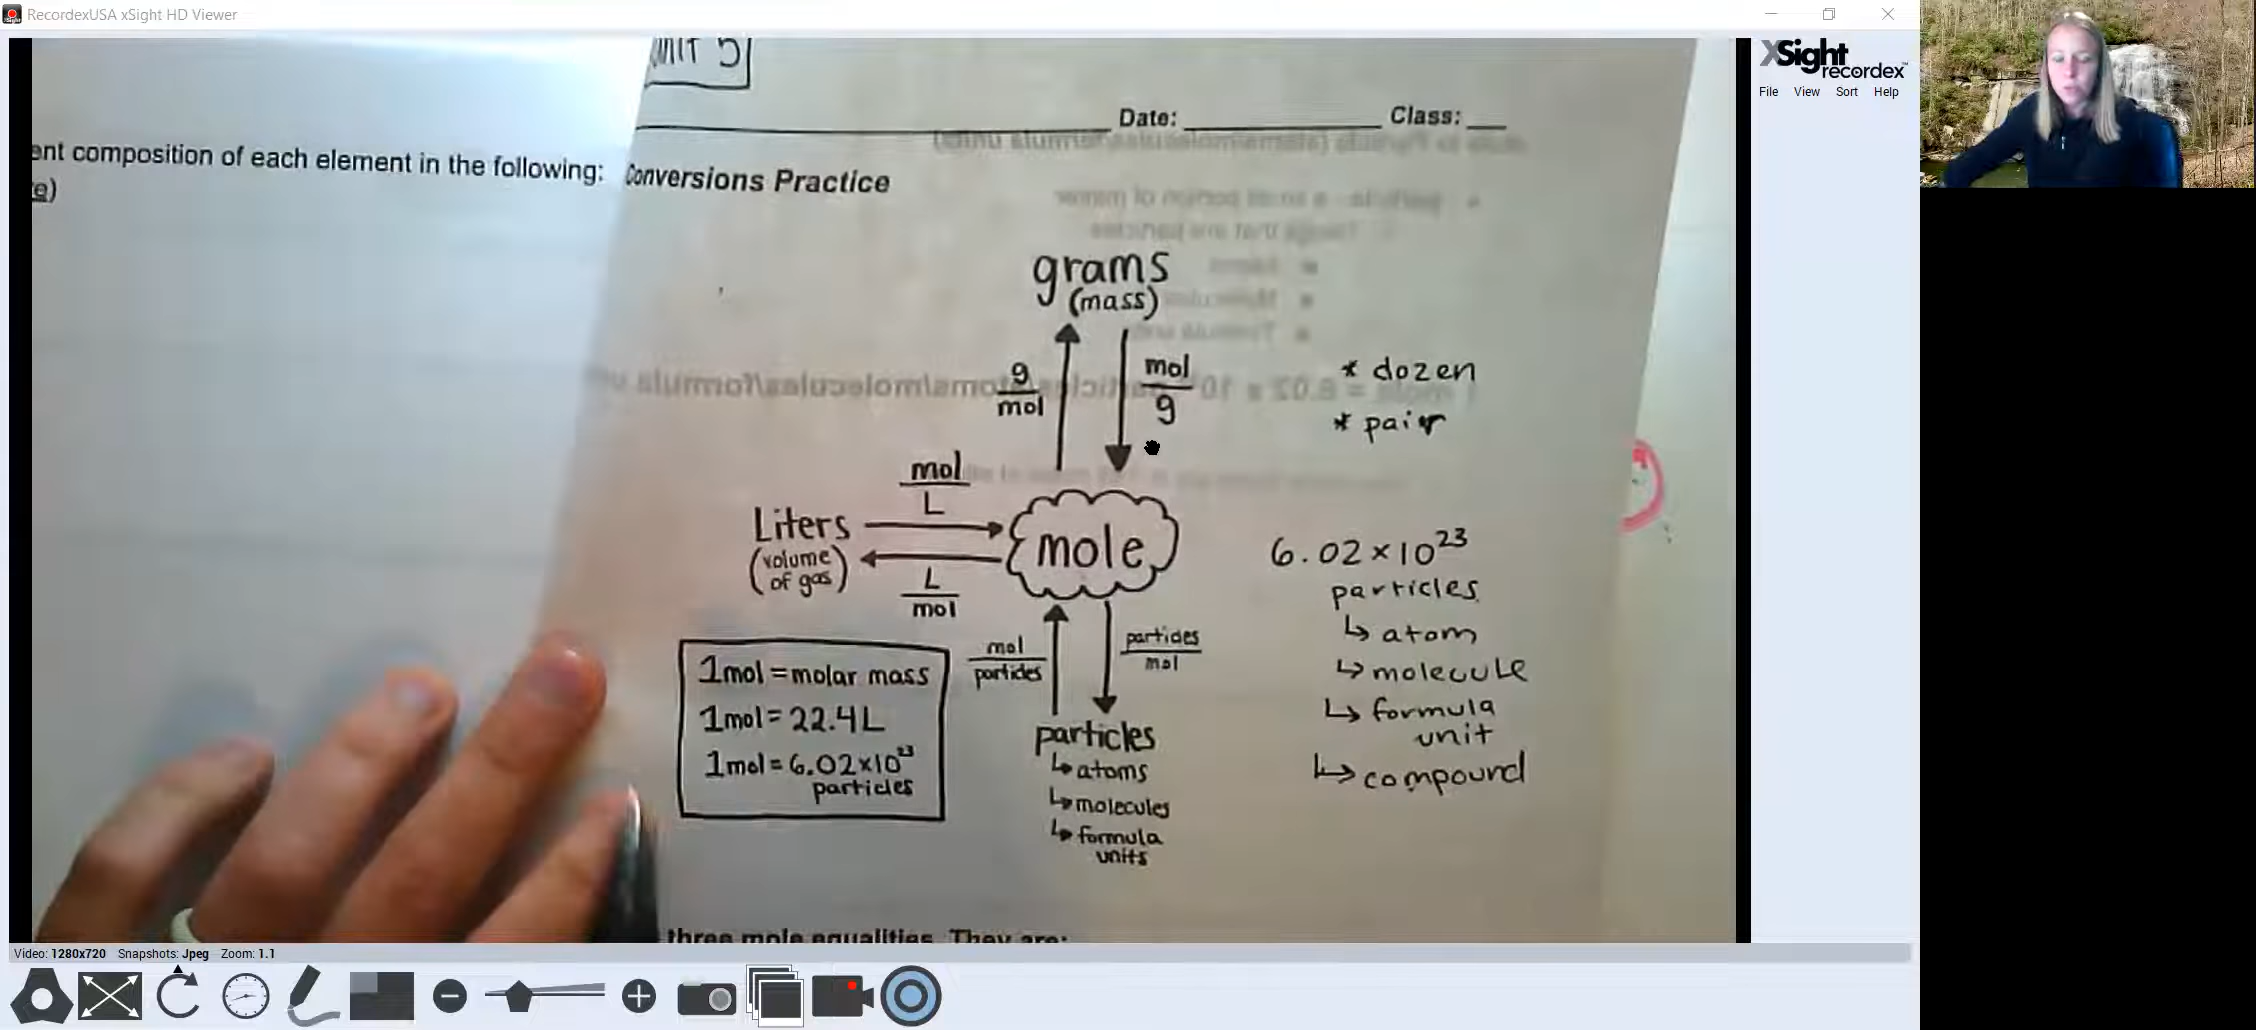 RecordexUSA xSight HD Viewer
XSight
recordex
File View Sort Help
UNIT 5
Date: Class:
ent composition of each element in the following:
e)
Conversions Practice
grams
(mass)
g
mol
mol
g
* dozen
* pair
mol
L
Liters
(volume
of gas)
L
mol
mole
6.02 x 10²³
particles
↳ atom
↳ molecule
↳ formula
unit
↳ compound
mol
particles
particles
mol
1mol = molar mass
1mol = 22.4 L
1mol = 6.02x10²³
particles
particles
↳ atoms
↳ molecules
↳ formula
units
three mole equalities. They are:
Video: 1280x720 Snapshots: Jpeg Zoom: 1.1